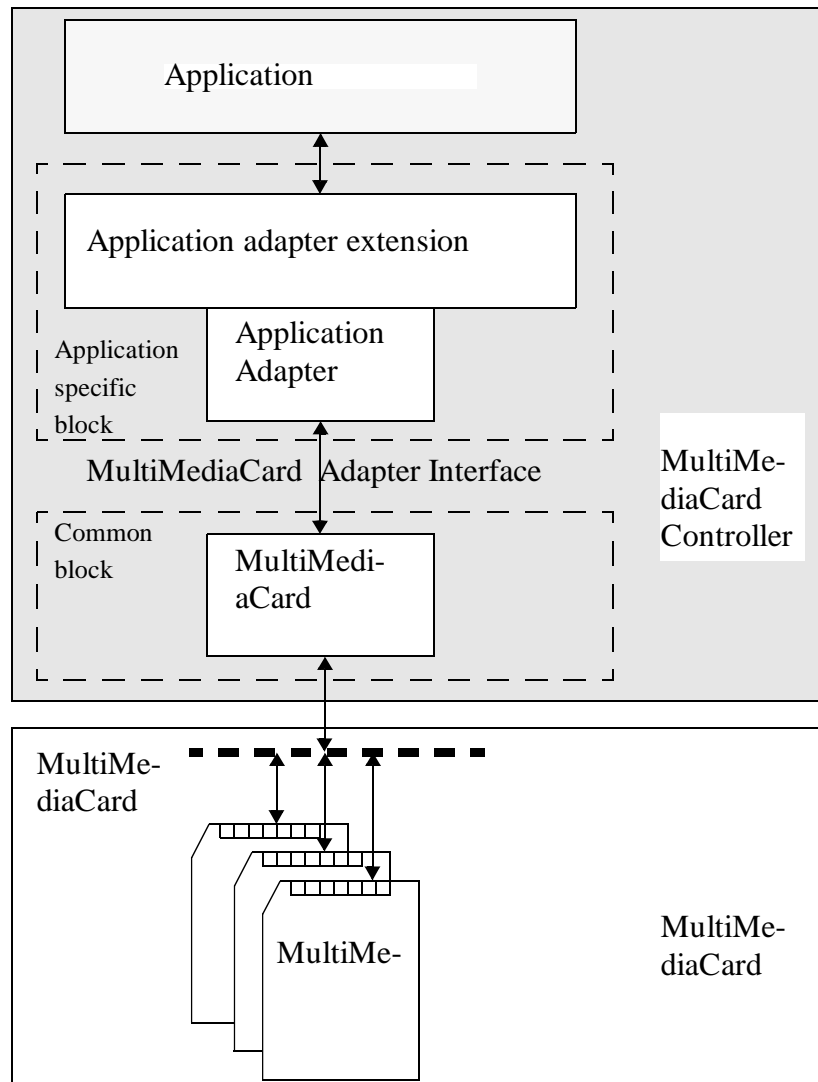 Application
Application adapter extension
Application
Adapter
Application
specific
block
MultiMediaCard Adapter Interface
MultiMe-
diaCard
Controller
Common
block
MultiMedi-
aCard
MultiMe-
diaCard
MultiMe-
MultiMe-
diaCard